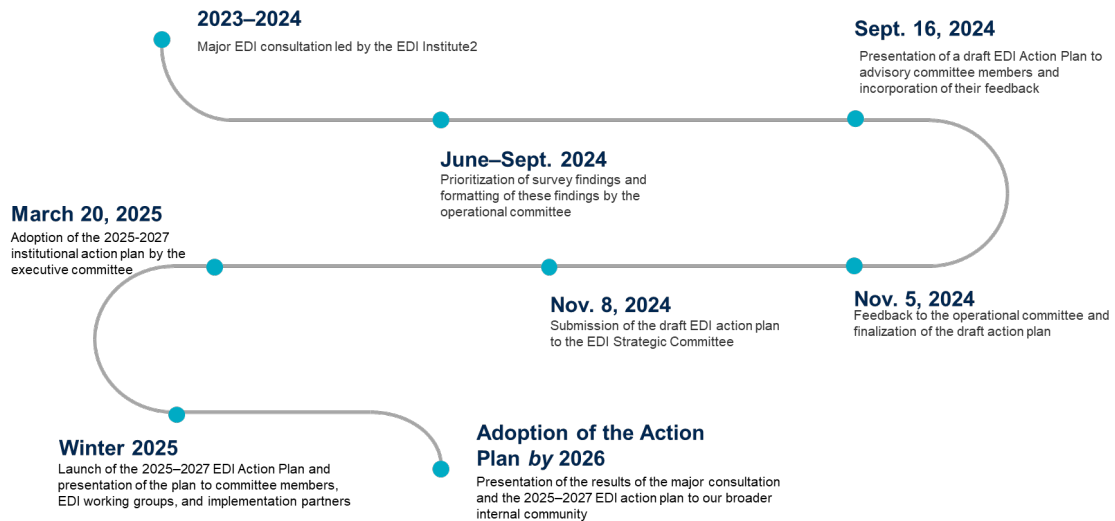 2023–2024
Major EDI consultation led by the EDI Institute2
June–Sept. 2024
Prioritization of survey findings and
formatting of these findings by the
operational committee
Sept. 16, 2024
Presentation of a draft EDI Action Plan to
advisory committee members and
incorporation of their feedback
Nov. 5, 2024
Feedback to the operational committee and
finalization of the draft action plan
Nov. 8, 2024
Submission of the draft EDI action plan
to the EDI Strategic Committee
March 20, 2025
Adoption of the 2025-2027
institutional action plan by the
executive committee
Winter 2025
Launch of the 2025–2027 EDI Action Plan and
presentation of the plan to committee members,
EDI working groups, and implementation partners
Adoption of the Action
Plan by 2026
Presentation of the results of the major consultation
and the 2025–2027 EDI action plan to our broader
internal community